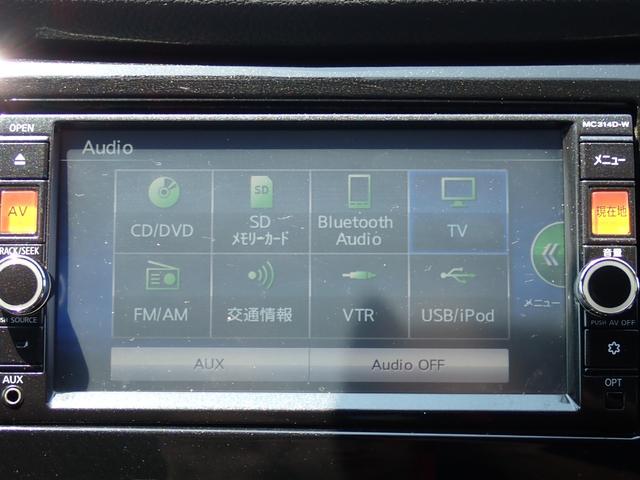 OPEN
MC314D-W
Audio
メニュー
AV
現在地
CD/DVD
SD
SD
メモリーカード
Bluetooth
Audio
TV
TRACK/SEEK
音量
FM/AM
交通情報
VTR
USB/iPod
メニュー
SOURCE
PUSH AV OFF
AUX
Audio OFF
AUX
OPT